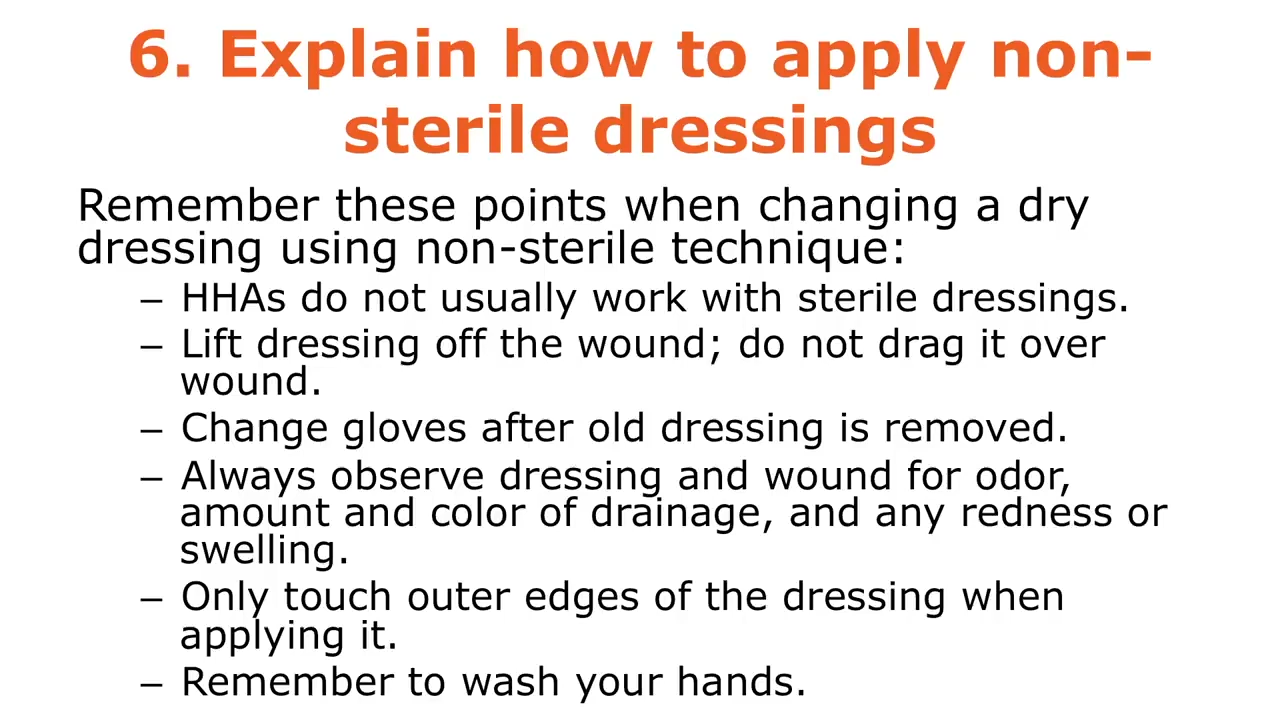 6. Explain how to apply non-
sterile dressings
Remember these points when changing a dry
dressing using non-sterile technique:
– HHAs do not usually work with sterile dressings.
– Lift dressing off the wound; do not drag it over
wound.
– Change gloves after old dressing is removed.
– Always observe dressing and wound for odor,
amount and color of drainage, and any redness or
swelling.
– Only touch outer edges of the dressing when
applying it.
– Remember to wash your hands.